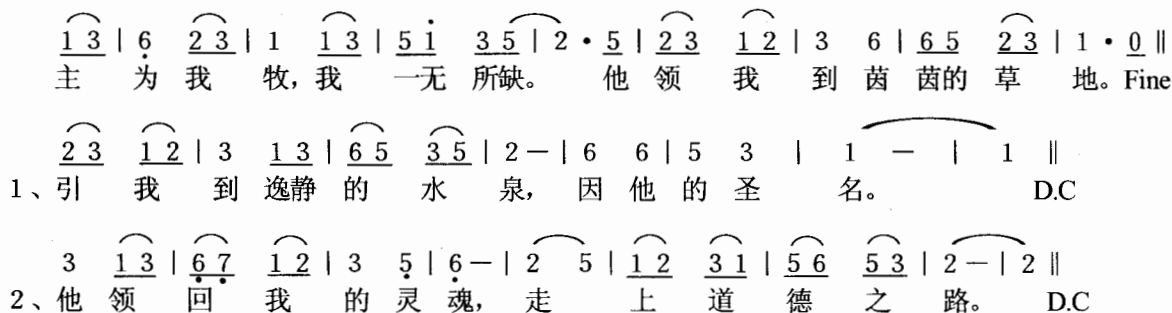 1 3 | 6̣ 2 3 | 1 1 3 | 5 1̇ 3 5 | 2 · 5 | 2 3 1 2 | 3 6 | 6 5 2 3 | 1 · 0 ‖
主 为 我 牧, 我 一无 所缺。 他 领 我 到 茵 茵的 草 地。Fine
2 3 1 2 | 3 1 3 | 6 5 3 5 | 2 — | 6 6 | 5 3 | 1 — | 1 ‖
1、引 我 到 逸静 的 水 泉, 因 他 的 圣 名。 D.C
3 1 3 | 6̣ 7̣ 1 2 | 3 5̣ | 6̣ — | 2 5 | 1 2 3 1 | 5 6 5 3 | 2 — | 2 ‖
2、他 领 回 我 的 灵 魂, 走 上 道 德 之 路。 D.C